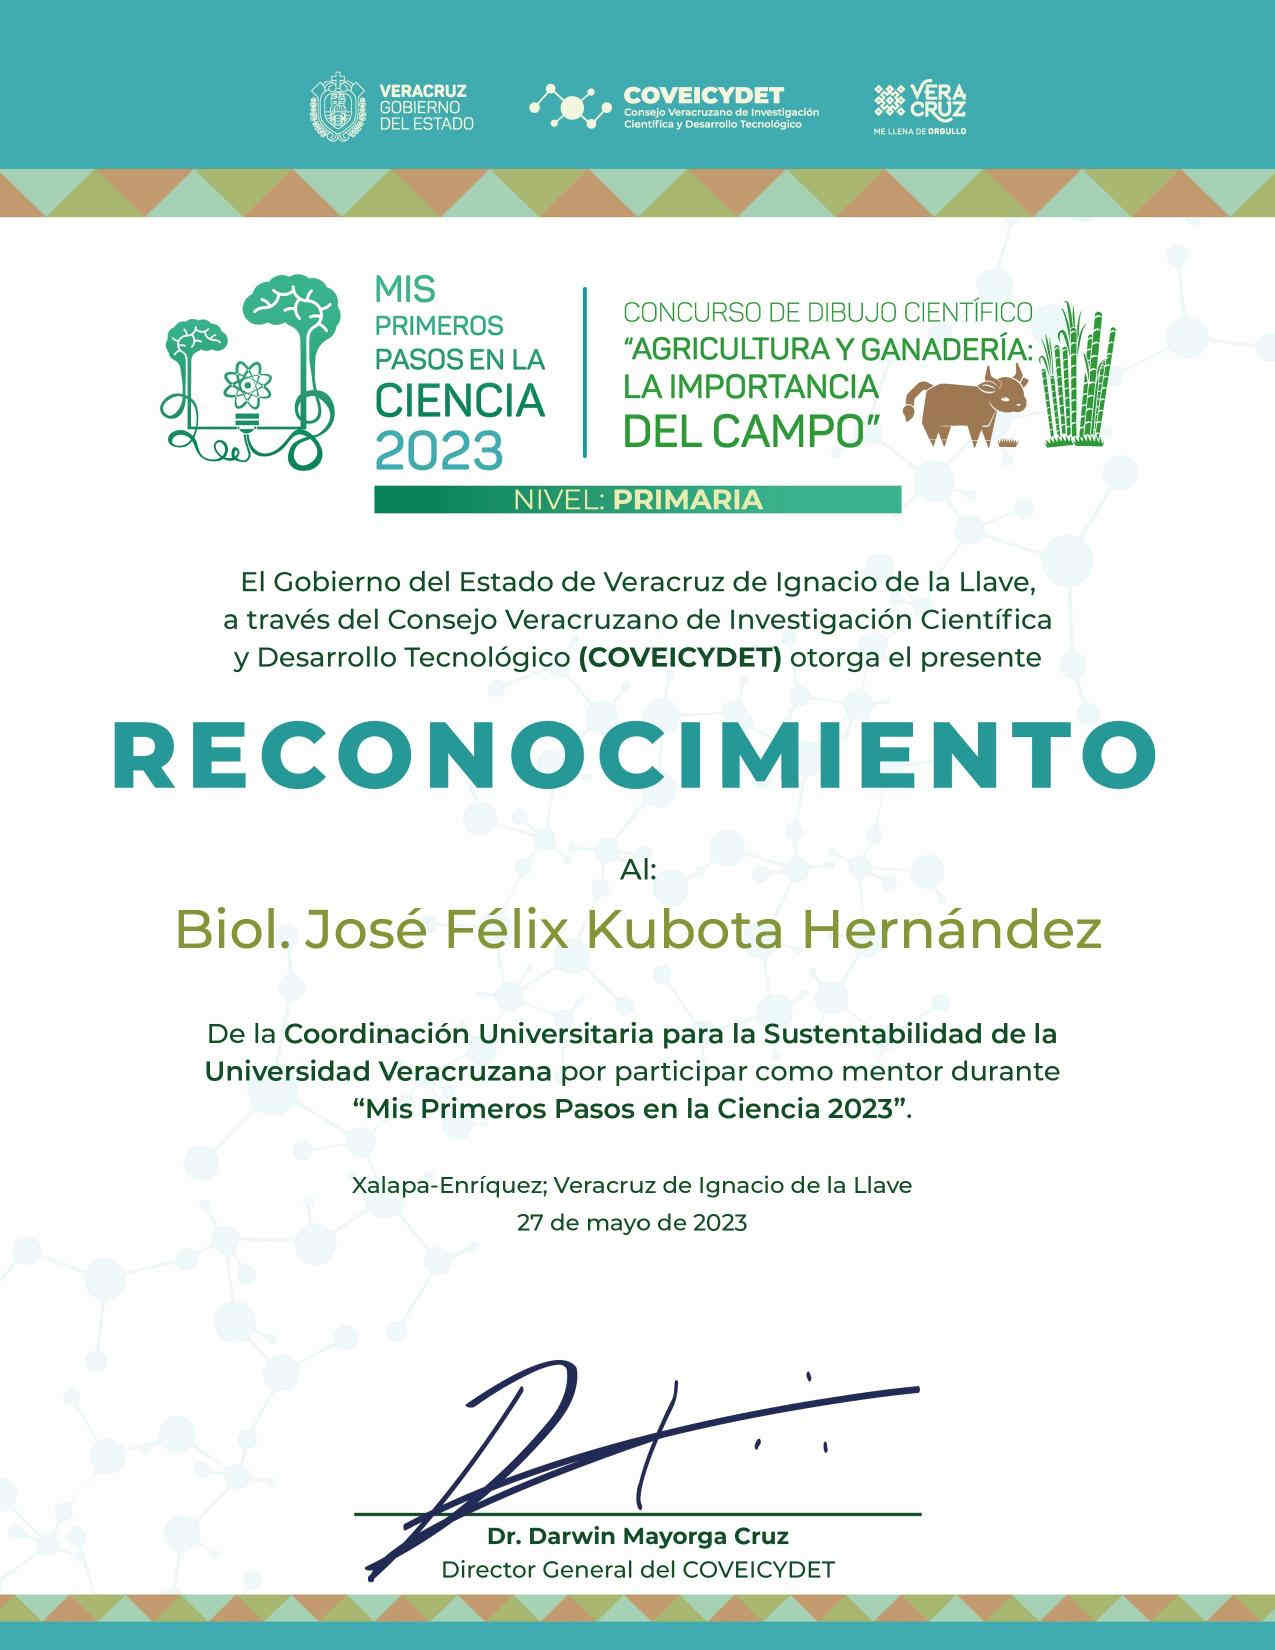 VERACRUZ
GOBIERNO
DEL ESTADO
COVEICYDET
Consejo Veracruzano de Investigación
Científica y Desarrollo Tecnológico
VERA
CRUZ
ME LLENA DE ORGULLO
MIS
PRIMEROS
PASOS EN LA
CIENCIA
2023
CONCURSO DE DIBUJO CIENTÍFICO
“AGRICULTURA Y GANADERÍA:
LA IMPORTANCIA
DEL CAMPO”
NIVEL: PRIMARIA
El Gobierno del Estado de Veracruz de Ignacio de la Llave,
a través del Consejo Veracruzano de Investigación Científica
y Desarrollo Tecnológico (COVEICYDET) otorga el presente
RECONOCIMIENTO
Al:
Biol. José Félix Kubota Hernández
De la Coordinación Universitaria para la Sustentabilidad de la
Universidad Veracruzana por participar como mentor durante
“Mis Primeros Pasos en la Ciencia 2023”.
Xalapa-Enríquez; Veracruz de Ignacio de la Llave
27 de mayo de 2023
Dr. Darwin Mayorga Cruz
Director General del COVEICYDET